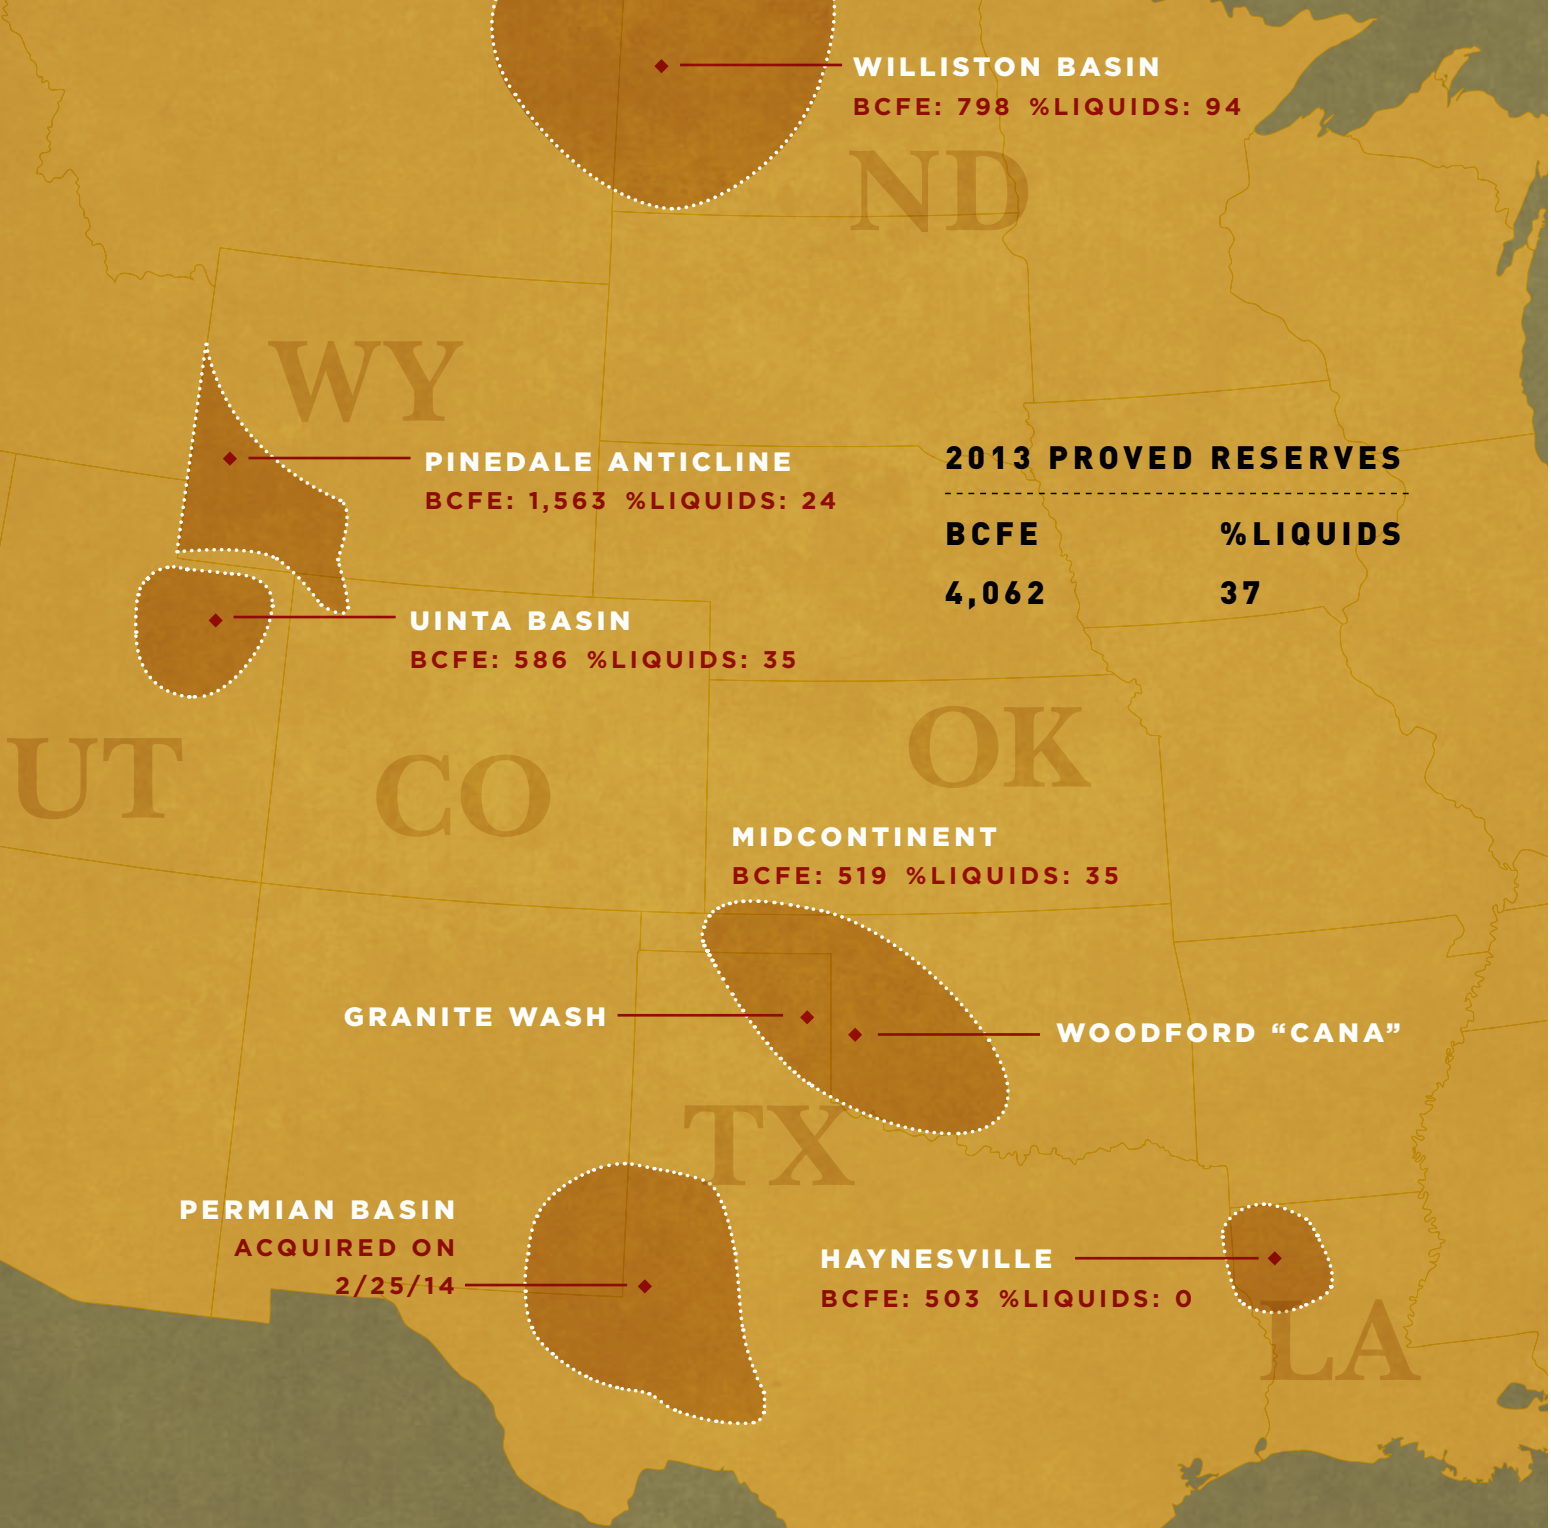 WILLISTON BASIN
BCFE: 798 %LIQUIDS: 94
ND
WY
PINEDALE ANTICLINE
BCFE: 1,563 %LIQUIDS: 24
2013 PROVED RESERVES
BCFE %LIQUIDS
4,062 37
UINTA BASIN
BCFE: 586 %LIQUIDS: 35
UT
CO
OK
MIDCONTINENT
BCFE: 519 %LIQUIDS: 35
GRANITE WASH
WOODFORD “CANA”
TX
PERMIAN BASIN
ACQUIRED ON
2/25/14
HAYNESVILLE
BCFE: 503 %LIQUIDS: 0
LA